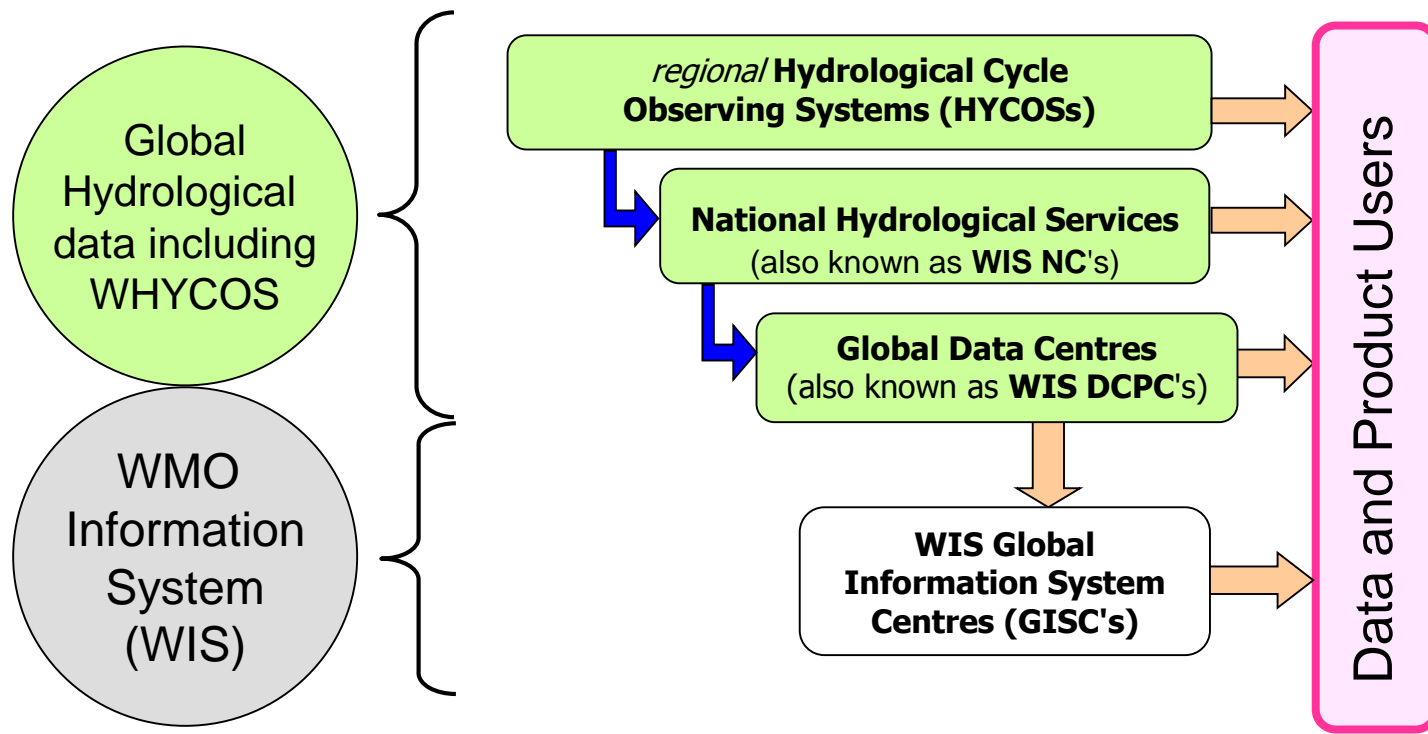 Global
Hydrological
data including
WHYCOS
WMO
Information
System
(WIS)
regional Hydrological Cycle
Observing Systems (HYCOSs)
National Hydrological Services
(also known as WIS NC's)
Global Data Centres
(also known as WIS DCPC's)
WIS Global
Information System
Centres (GISC's)
Data and Product Users